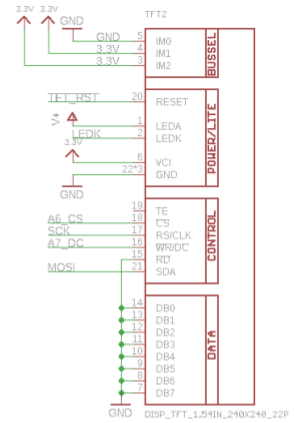 3.3V 3.3V
GND
TFT2
GND 5 IM0
3.3V 4 IM1
3.3V 3 IM2
BUSSEL
TFT_RST 20 RESET
V+ 1 LEDA
LEDK 2 LEDK
3.3V
6 VCI
22*3 GND
POWER/LITE
GND
19 TE
A6_CS 18 CS
SCK 17 RS/CLK
A7_DC 16 WR/DC
15 RD
MOSI 21 SDA
CONTROL
14 DB0
13 DB1
12 DB2
11 DB3
10 DB4
9 DB5
8 DB6
7 DB7
DATA
GND
DISP_TFT_1.54IN_240X240_22P